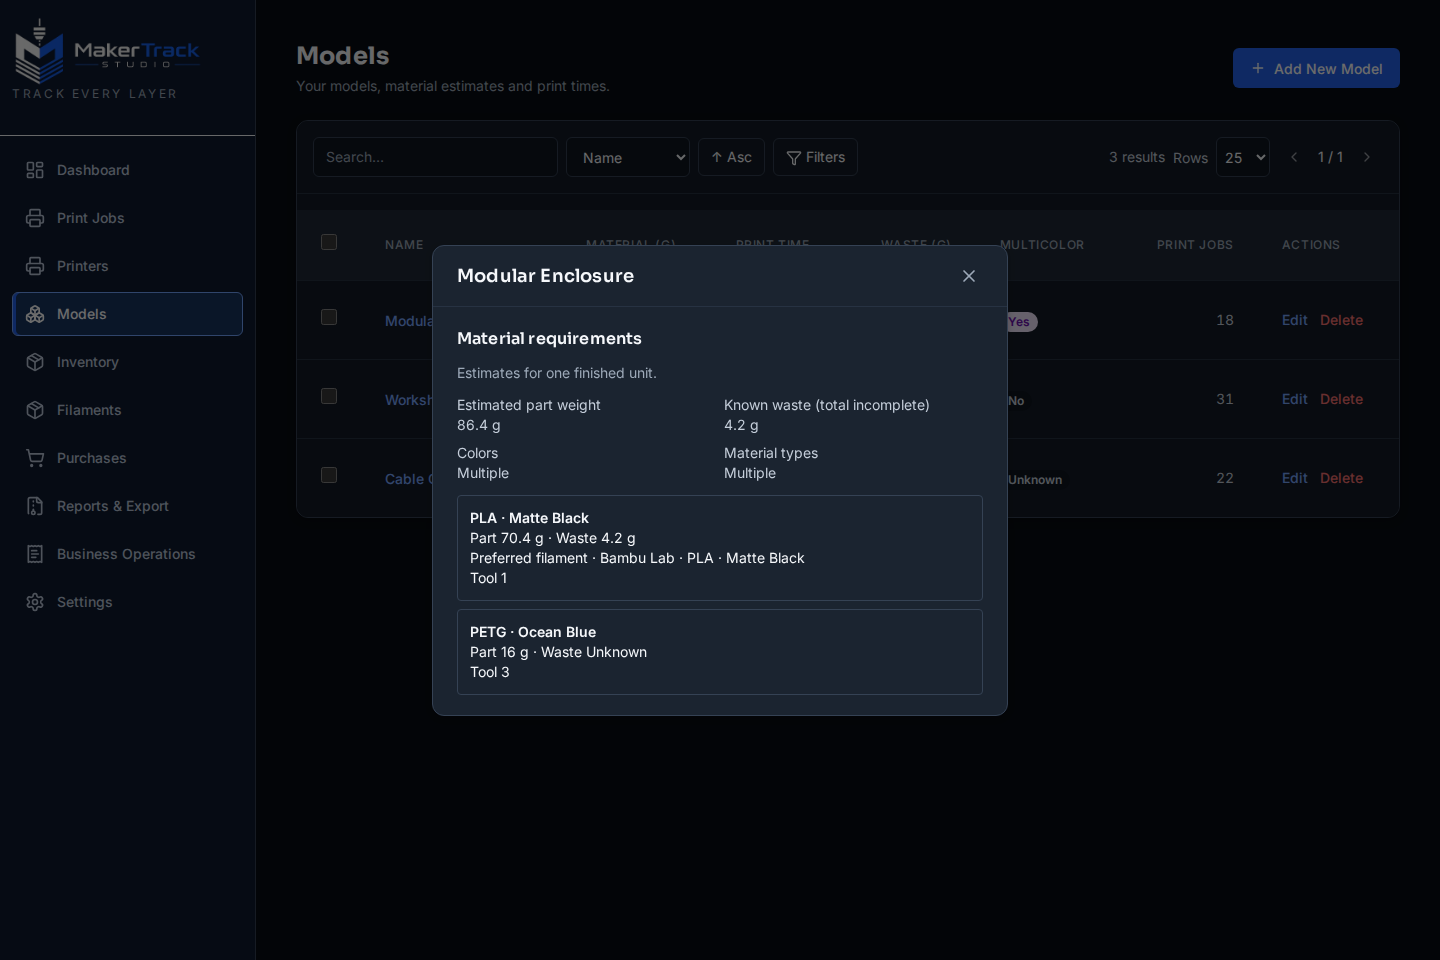 MakerTrack
STUDIO
TRACK EVERY LAYER
Dashboard
Print Jobs
Printers
Models
Inventory
Filaments
Purchases
Reports & Export
Business Operations
Settings
Models
Your models, material estimates and print times.
+ Add New Model
Search...
Name
↑ Asc
Filters
3 results
Rows
25
1 / 1
NAME
MATERIAL (G)
PRINT TIME
WASTE (G)
MULTICOLOR
PRINT JOBS
ACTIONS
Yes
18
Edit
Delete
No
31
Edit
Delete
Cable
Unknown
22
Edit
Delete
Modular Enclosure
Material requirements
Estimates for one finished unit.
Estimated part weight
86.4 g
Known waste (total incomplete)
4.2 g
Colors
Multiple
Material types
Multiple
PLA · Matte Black
Part 70.4 g · Waste 4.2 g
Preferred filament · Bambu Lab · PLA · Matte Black
Tool 1
PETG · Ocean Blue
Part 16 g · Waste Unknown
Tool 3